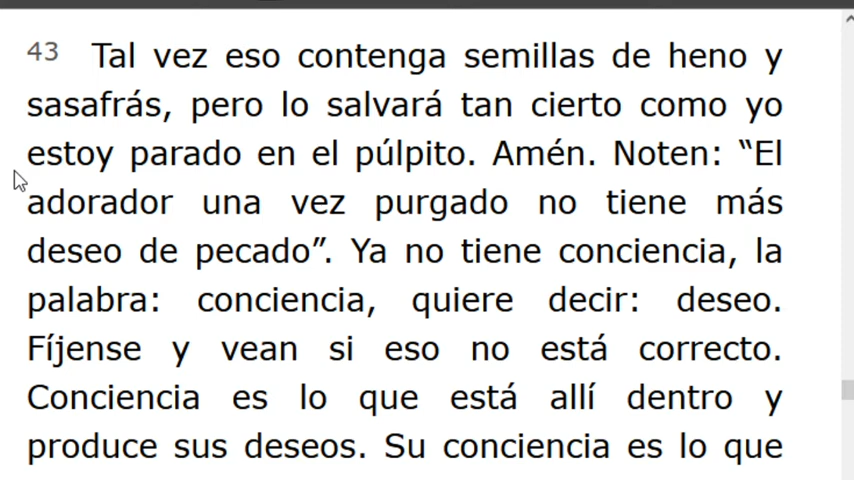 43 Tal vez eso contenga semillas de heno y
sasafrás, pero lo salvará tan cierto como yo
estoy parado en el púlpito. Amén. Noten: “El
adorador una vez purgado no tiene más
deseo de pecado”. Ya no tiene conciencia, la
palabra: conciencia, quiere decir: deseo.
Fíjense y vean si eso no está correcto.
Conciencia es lo que está allí dentro y
produce sus deseos. Su conciencia es lo que